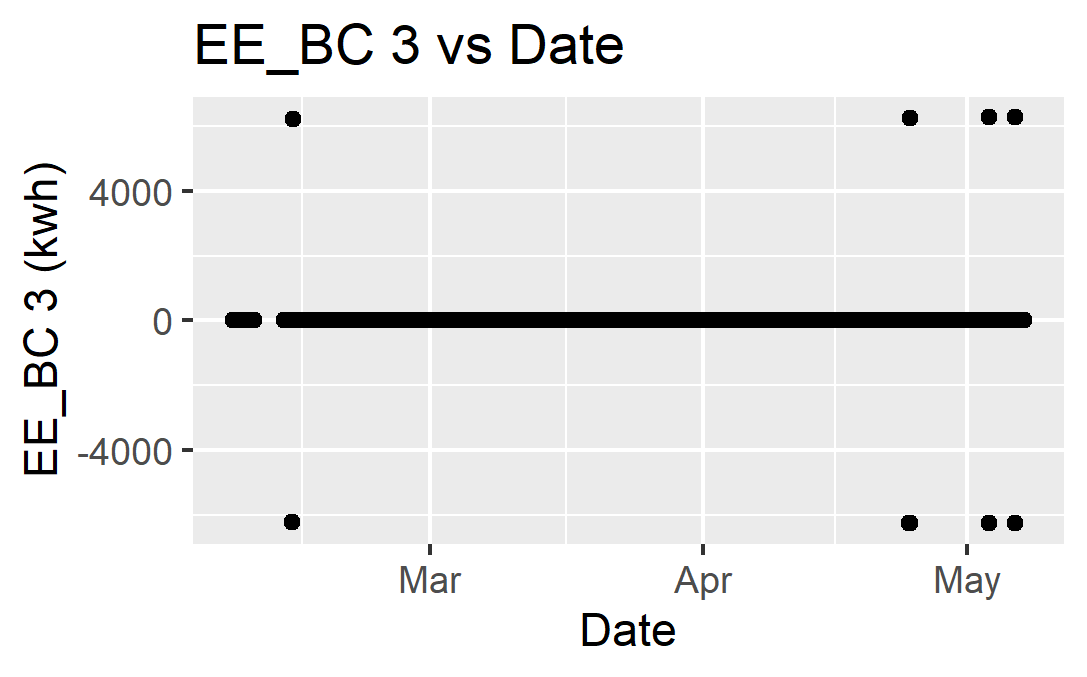 EE_BC 3 vs Date
EE_BC 3 (kwh)
4000
0
-4000
Mar
Apr
May
Date